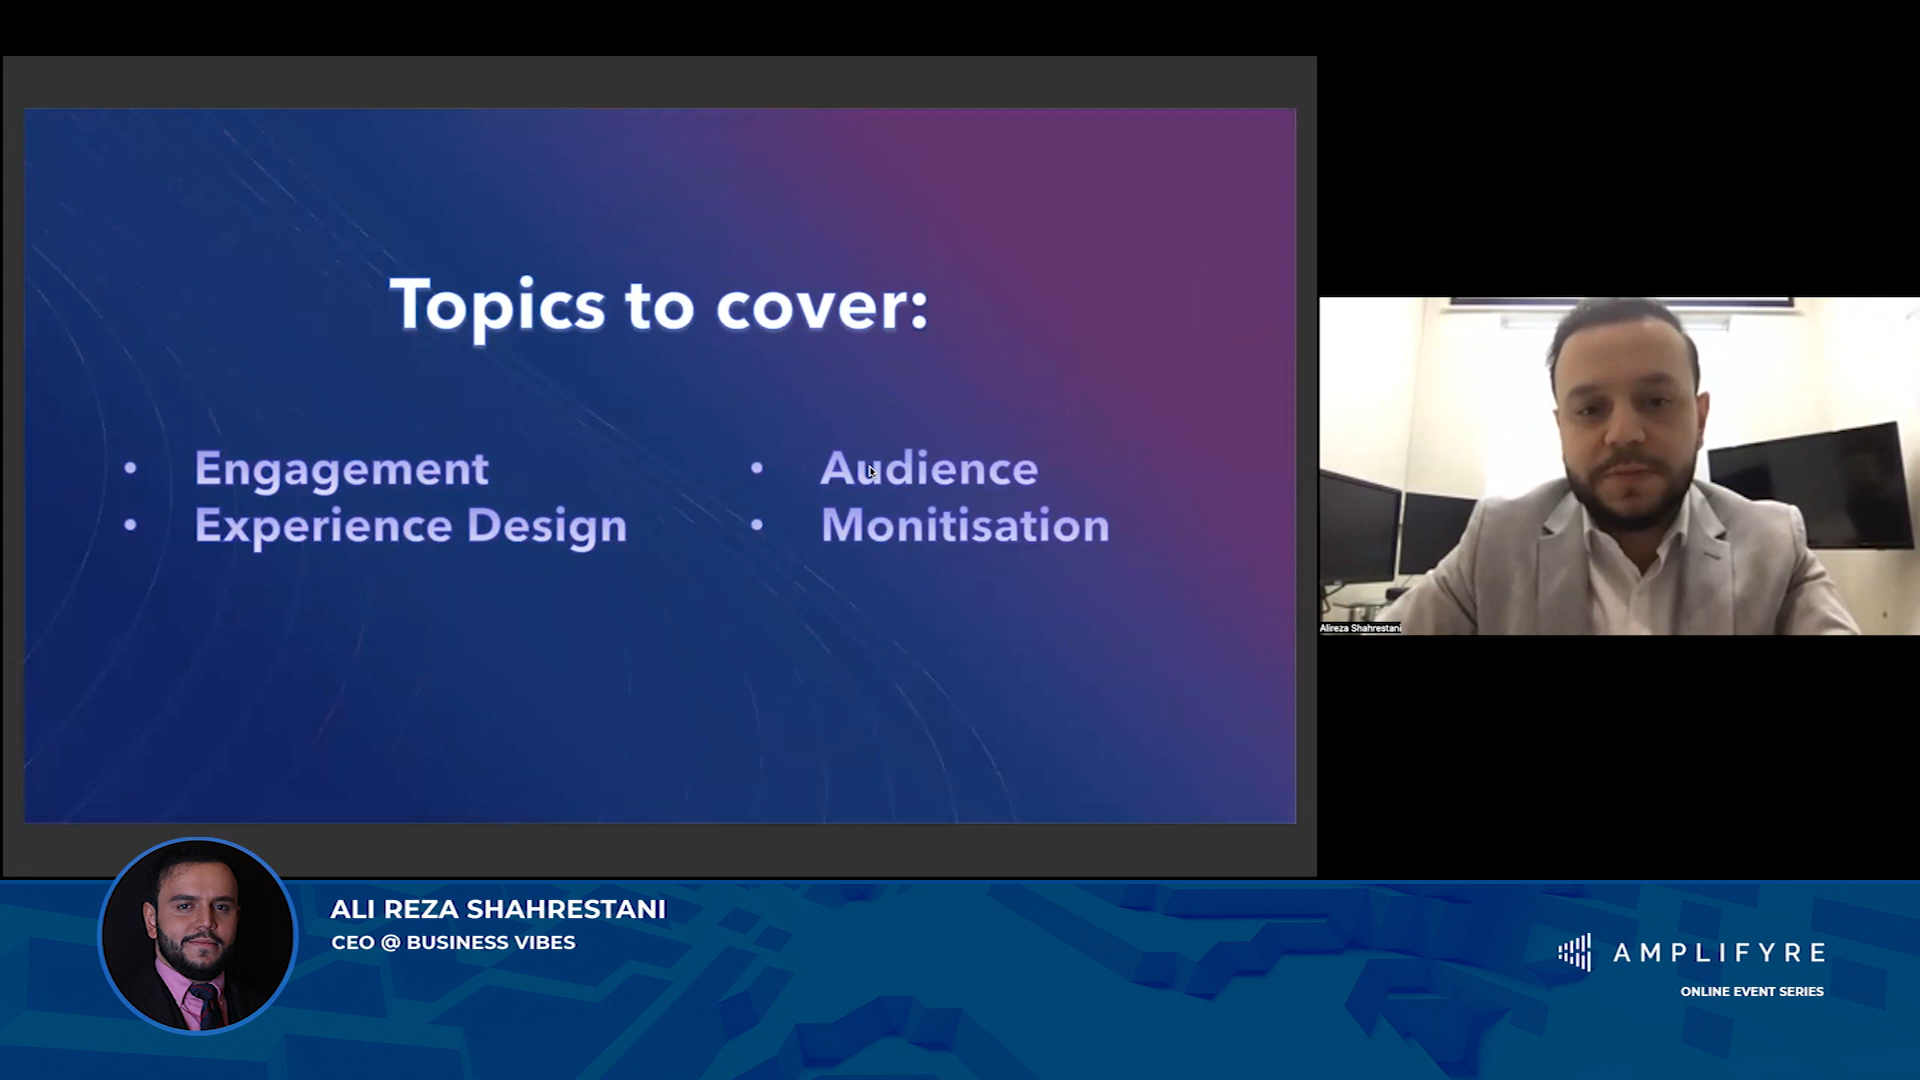 Topics to cover:
• Engagement
• Experience Design
• Audience
• Monitisation
Alireza Shahrestani
ALI REZA SHAHRESTANI
CEO @ BUSINESS VIBES
AMPLIFYRE
ONLINE EVENT SERIES